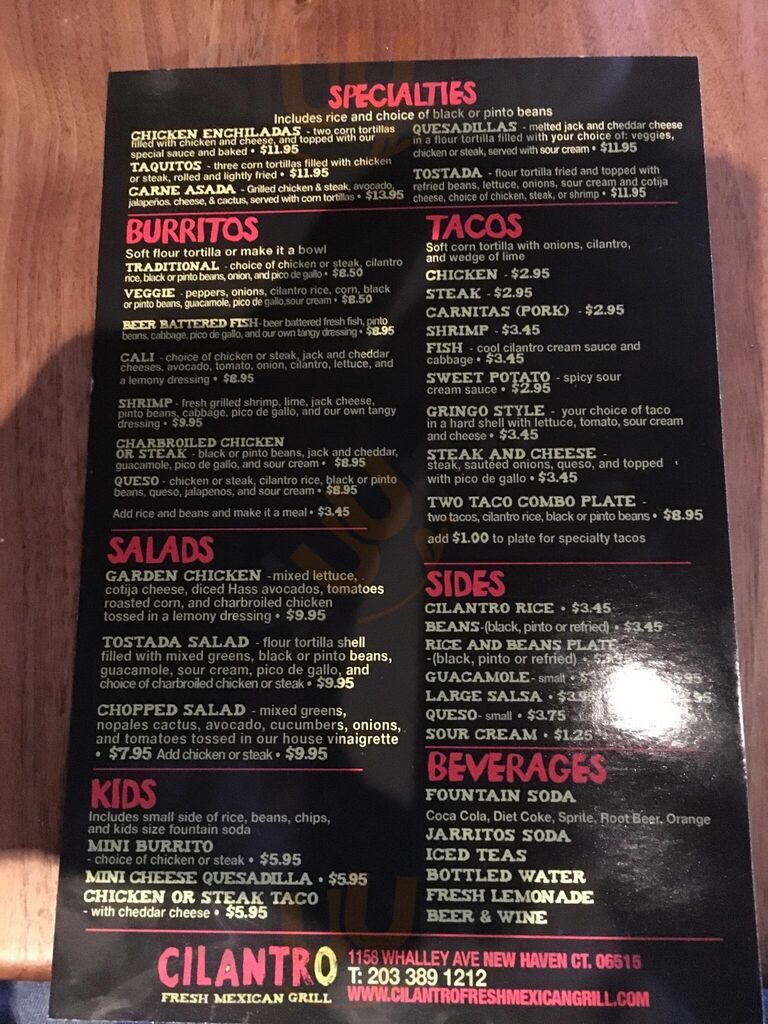 SPECIALTIES
Includes rice and choice of black or pinto beans
CHICKEN ENCHILADAS - two corn tortillas
filled with chicken and cheese, and topped with our
special sauce and baked • $11.95
TAQUITOS - three corn tortillas filled with chicken
or steak, rolled and lightly fried • $11.95
CARNE ASADA - Grilled chicken & steak, avocado,
jalapeños, cheese, & cactus, served with corn tortillas • $13.95
QUESADILLAS - melted jack and cheddar cheese
in a flour tortilla filled with your choice of: veggies,
chicken or steak, served with sour cream • $11.95
TOSTADA - flour tortilla fried and topped with
refried beans, lettuce, onions, sour cream and cotija
cheese, choice of chicken, steak, or shrimp • $11.95
BURRITOS
Soft flour tortilla or make it a bowl
TRADITIONAL - choice of chicken or steak, cilantro
rice, black or pinto beans, onion, and pico de gallo • $8.50
VEGGIE - peppers, onions, cilantro rice, corn, black
or pinto beans, guacamole, pico de gallo,sour cream • $8.50
BEER BATTERED FISH- beer battered fresh fish, pinto
beans, cabbage, pico de gallo, and our own tangy dressing • $8.95
CALI - choice of chicken or steak, jack and cheddar
cheeses, avocado, tomato, onion, cilantro, lettuce, and
a lemony dressing • $8.95
SHRIMP - fresh grilled shrimp, lime, jack cheese,
pinto beans, cabbage, pico de gallo, and our own tangy
dressing • $9.95
CHARBROILED CHICKEN
OR STEAK - black or pinto beans, jack and cheddar,
guacamole, pico de gallo, and sour cream • $8.95
QUESO - chicken or steak, cilantro rice, black or pinto
beans, queso, jalapenos, and sour cream • $8.95
Add rice and beans and make it a meal • $3.45
TACOS
Soft corn tortilla with onions, cilantro,
and wedge of lime
CHICKEN - $2.95
STEAK - $2.95
CARNITAS (PORK) - $2.95
SHRIMP - $3.45
FISH - cool cilantro cream sauce and
cabbage • $3.45
SWEET POTATO - spicy sour
cream sauce • $2.95
GRINGO STYLE - your choice of taco
in a hard shell with lettuce, tomato, sour cream
and cheese • $3.45
STEAK AND CHEESE -
steak, sautéed onions, queso, and topped
with pico de gallo • $3.45
TWO TACO COMBO PLATE -
two tacos, cilantro rice, black or pinto beans • $8.95
add $1.00 to plate for specialty tacos
SALADS
GARDEN CHICKEN - mixed lettuce,
cotija cheese, diced Hass avocados, tomatoes
roasted corn, and charbroiled chicken
tossed in a lemony dressing • $9.95
TOSTADA SALAD - flour tortilla shell
filled with mixed greens, black or pinto beans,
guacamole, sour cream, pico de gallo, and
choice of charbroiled chicken or steak • $9.95
CHOPPED SALAD - mixed greens,
nopales cactus, avocado, cucumbers, onions,
and tomatoes tossed in our house vinaigrette
• $7.95 Add chicken or steak • $9.95
SIDES
CILANTRO RICE • $3.45
BEANS-(black, pinto or refried) • $3.45
RICE AND BEANS PLATE
-(black, pinto or refried) •
GUACAMOLE- small •
LARGE SALSA •
QUESO- small • $3.75
SOUR CREAM • $1.25
KIDS
Includes small side of rice, beans, chips,
and kids size fountain soda
MINI BURRITO
- choice of chicken or steak • $5.95
MINI CHEESE QUESADILLA • $5.95
CHICKEN OR STEAK TACO
- with cheddar cheese • $5.95
BEVERAGES
FOUNTAIN SODA
Coca Cola, Diet Coke, Sprite, Root Beer, Orange
JARRITOS SODA
ICED TEAS
BOTTLED WATER
FRESH LEMONADE
BEER & WINE
CILANTRO
FRESH MEXICAN GRILL
1158 WHALLEY AVE NEW HAVEN CT. 06515
T: 203 389 1212
WWW.CILANTROFRESHMEXICANGRILL.COM